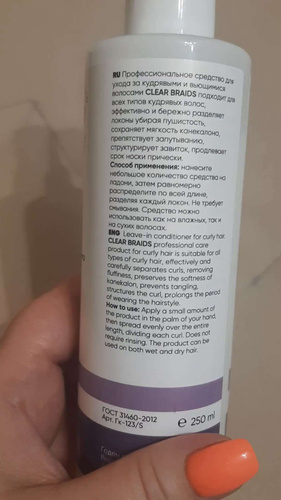 RU Профессиональное средство для
ухода за кудрявыми и вьющимися
волосами CLEAR BRAIDS подходит для
всех типов кудрявых волос,
эффективно и бережно разделяет
локоны убирая пушистость,
сохраняет мягкость канекалона,
препятствует запутыванию,
структурирует завиток, продлевает
срок носки прически.
Способ применения: нанесите
небольшое количество средства на
ладони, затем равномерно
распределите по всей длине,
разделяя каждый локон. Не требует
смывания. Средство можно
использовать как на влажных, так и
на сухих волосах.
ENG Leave-in conditioner for curly hair
CLEAR BRAIDS professional care
product for curly hair is suitable for all
types of curly hair, effectively and
carefully separates curls, removing
fluffiness, preserves the softness of
kanekalon, prevents tangling,
structures the curl, prolongs the period
of wearing the hairstyle.
How to use: Apply a small amount of
the product in the palm of your hand,
then spread evenly over the entire
length, dividing each curl. Does not
require rinsing. The product can be
used on both wet and dry hair.
ГОСТ 31460-2012
Арт. Гк-123/5
e 250 ml